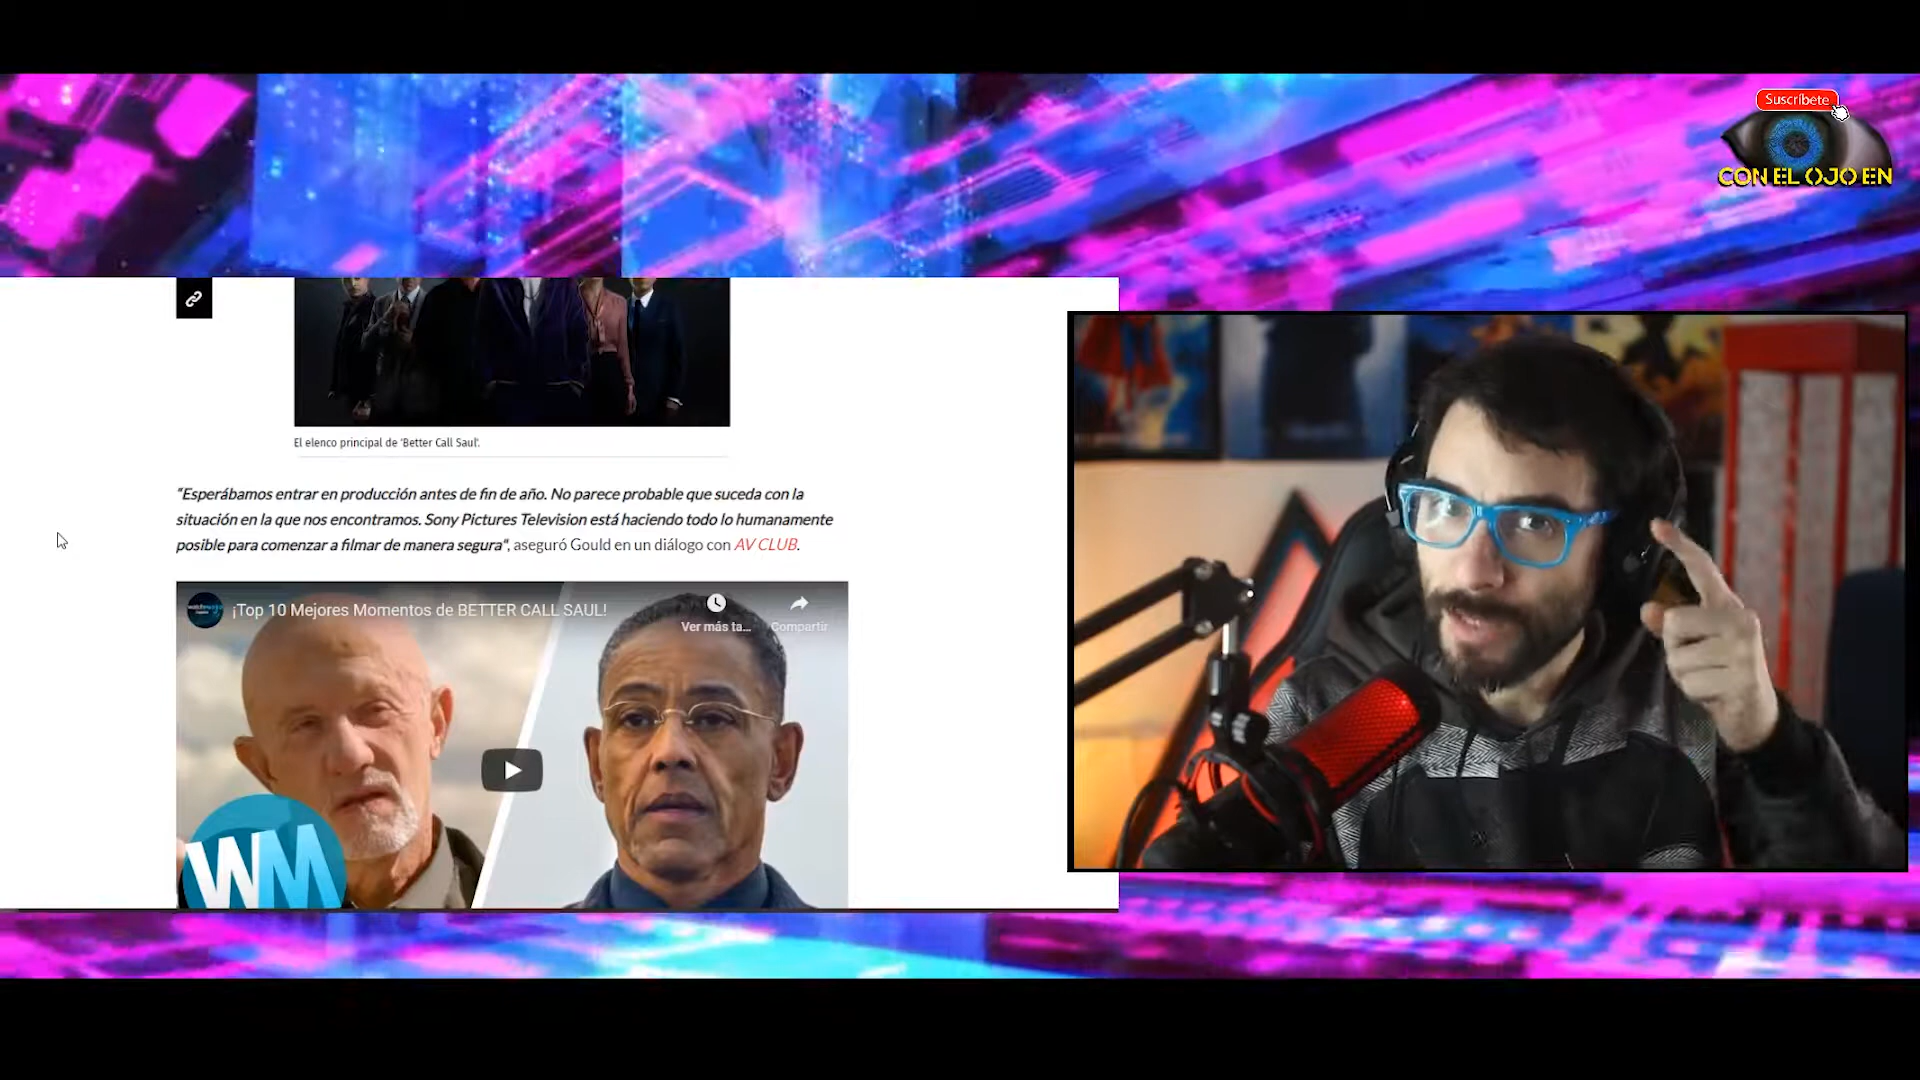 Suscríbete
CON EL OJO EN
El elenco principal de 'Better Call Saul'.
“Esperábamos entrar en producción antes de fin de año. No parece probable que suceda con la
situación en la que nos encontramos. Sony Pictures Television está haciendo todo lo humanamente
posible para comenzar a filmar de manera segura“, aseguró Gould en un diálogo con AV CLUB.
¡Top 10 Mejores Momentos de BETTER CALL SAUL!
Ver más ta...
Compartir
WM